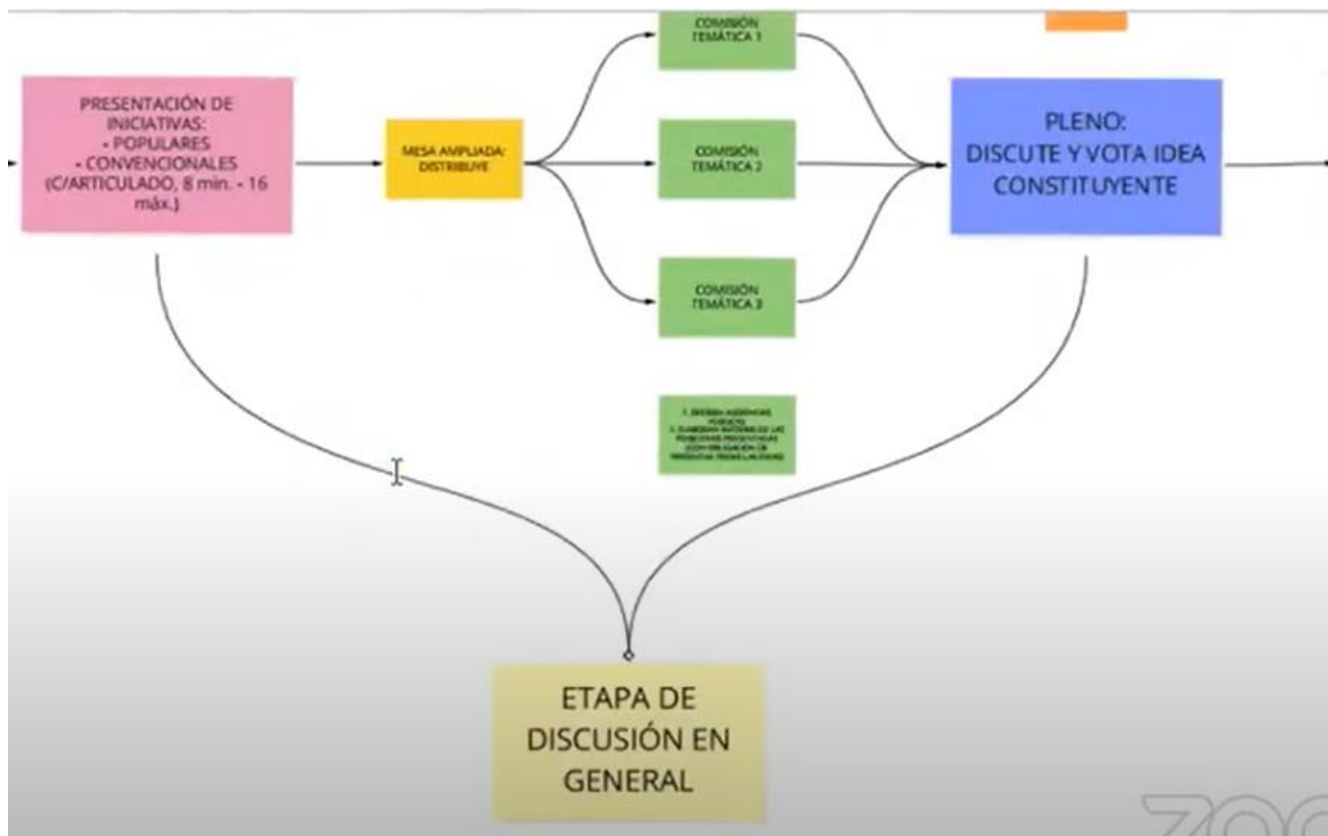 COMISIÓN
TEMÁTICA 1
PRESENTACIÓN DE
INICIATIVAS:
- POPULARES
- CONVENCIONALES
(C/ARTICULADO, 8 min. - 16
máx.)
MESA AMPLIADA:
DISTRIBUYE
COMISIÓN
TEMÁTICA 2
PLENO:
DISCUTE Y VOTA IDEA
CONSTITUYENTE
COMISIÓN
TEMÁTICA 3
ETAPA DE
DISCUSIÓN EN
GENERAL